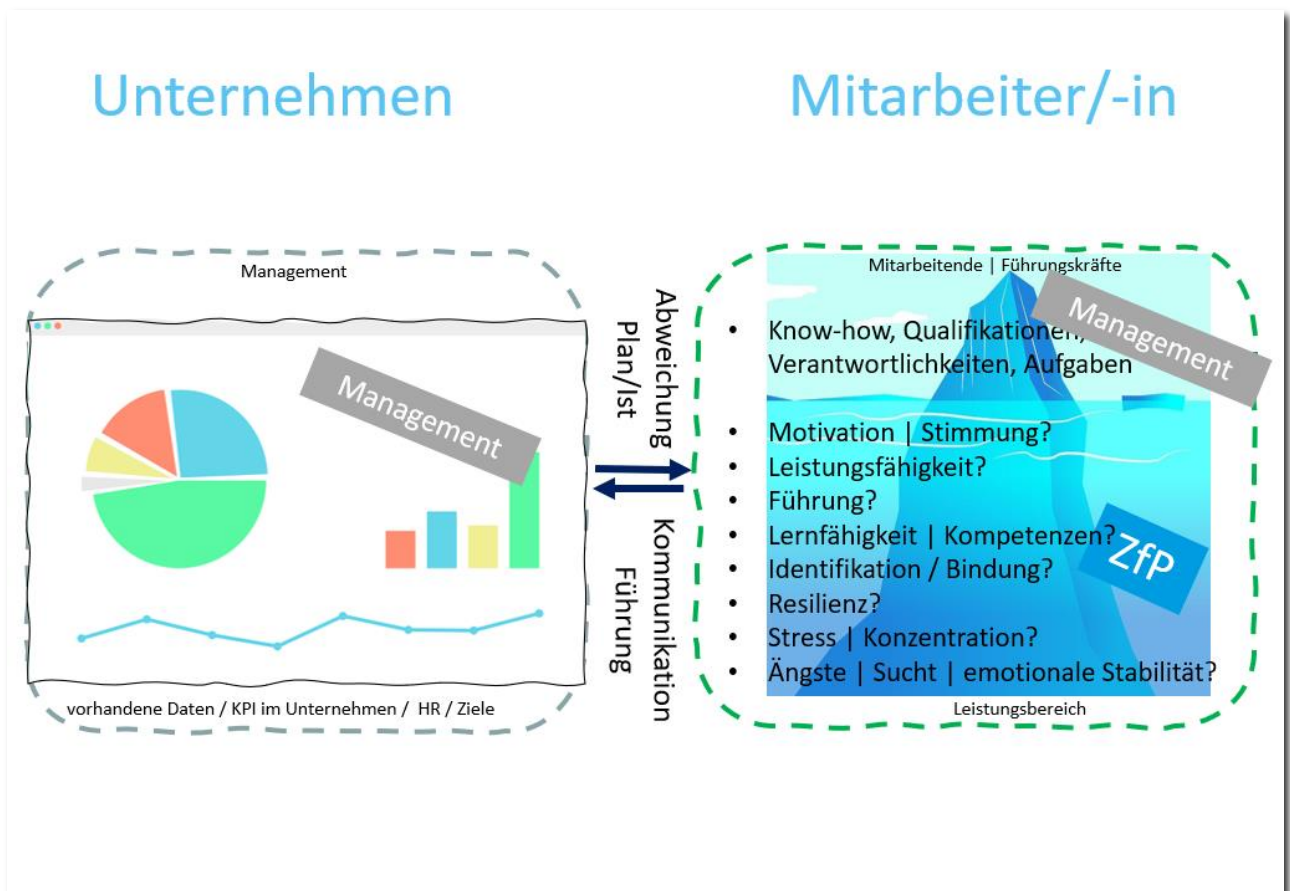 Unternehmen
Mitarbeiter/-in
Management
Management
vorhandene Daten / KPI im Unternehmen / HR / Ziele
Abweichung
Plan/Ist
Kommunikation
Führung
Mitarbeitende | Führungskräfte
Management
• Know-how, Qualifikationen,
Verantwortlichkeiten, Aufgaben
• Motivation | Stimmung?
• Leistungsfähigkeit?
• Führung?
• Lernfähigkeit | Kompetenzen?
• Identifikation / Bindung?
• Resilienz?
• Stress | Konzentration?
• Ängste | Sucht | emotionale Stabilität?
ZfP
Leistungsbereich